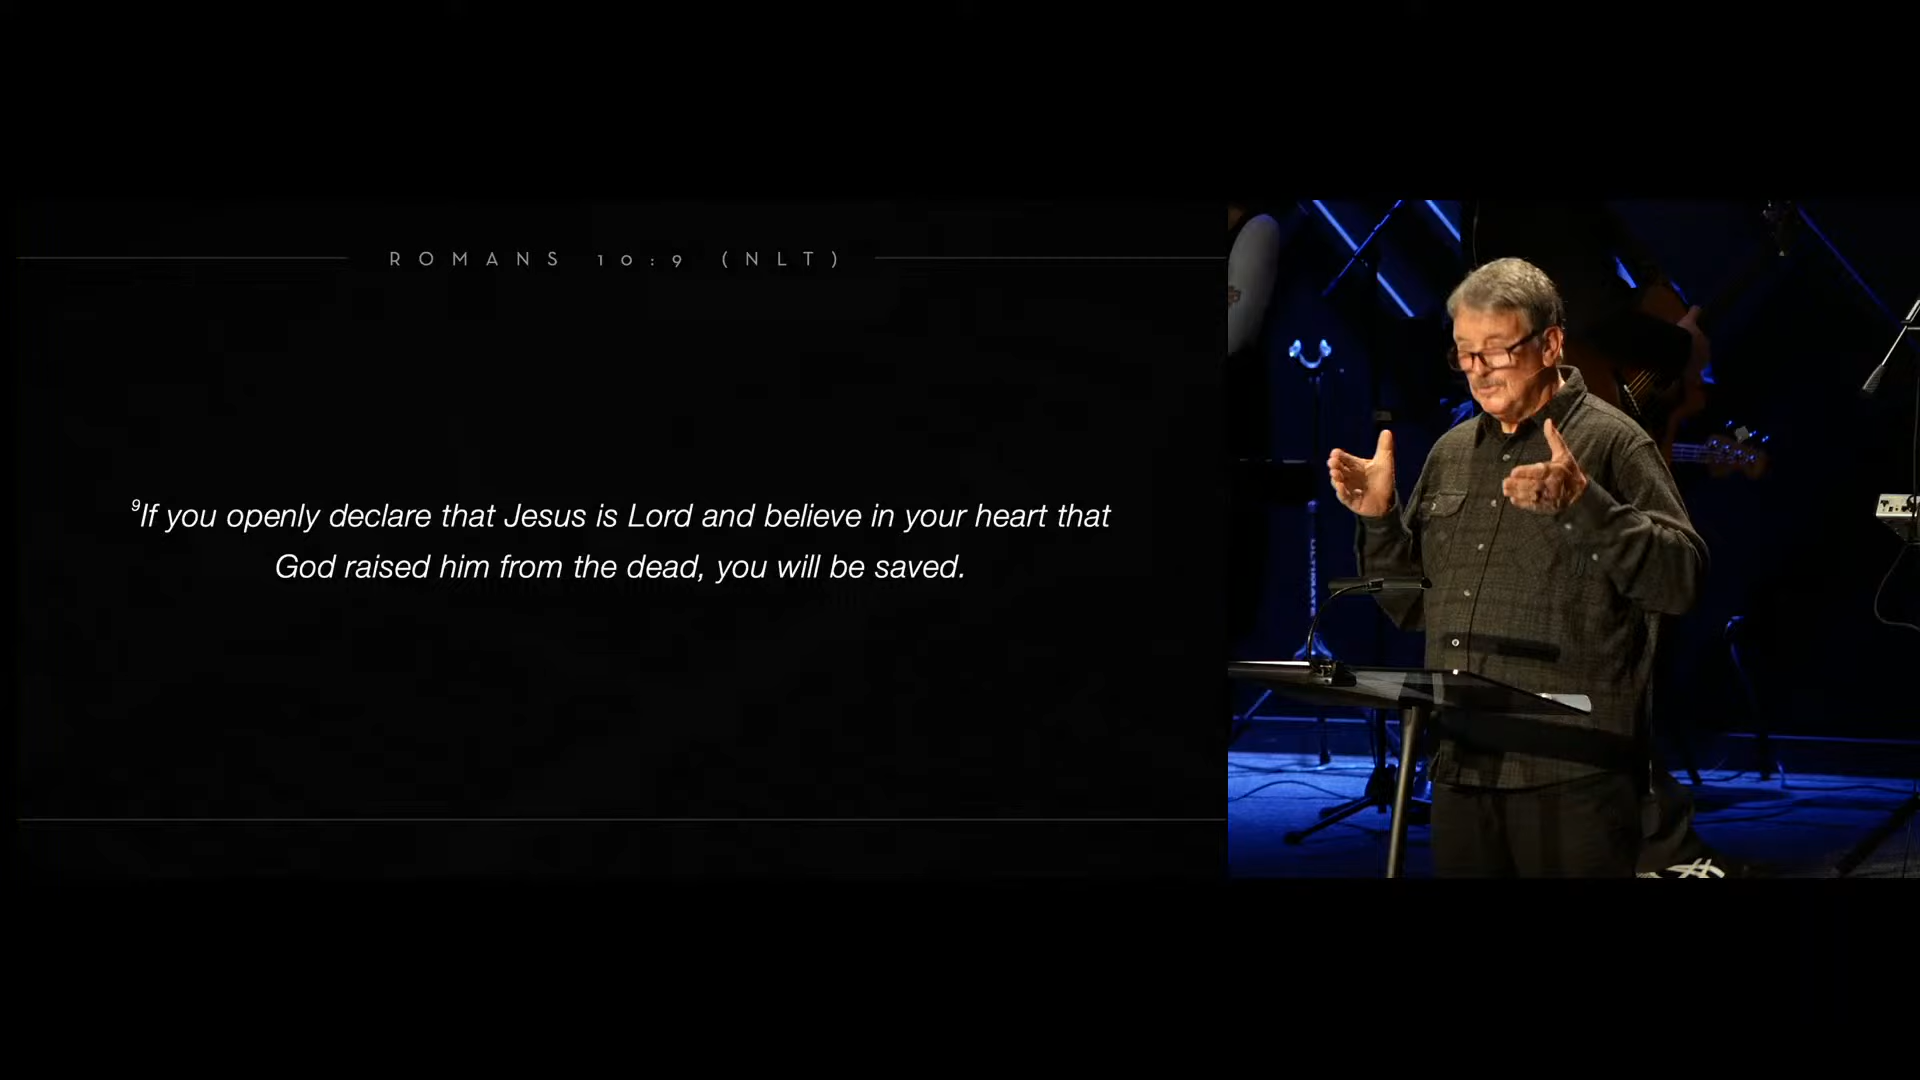 ROMANS 10:9 (NLT)
⁹If you openly declare that Jesus is Lord and believe in your heart that
God raised him from the dead, you will be saved.
ULTIMATE